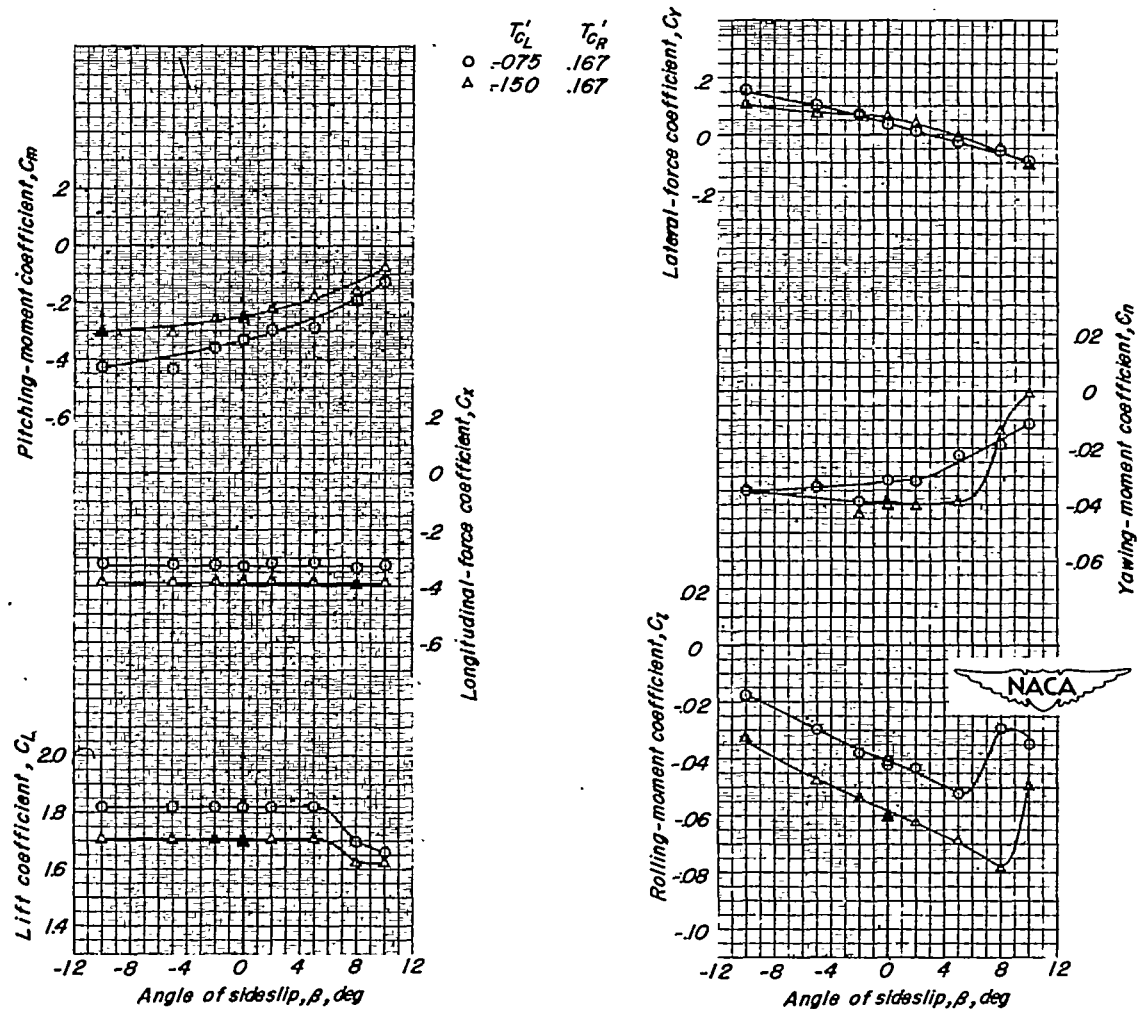 T'CL T'CR
-.075 .167
-.150 .167
Pitching-moment coefficient, Cm
.2
0
-.2
-.4
-.6
Longitudinal-force coefficient, Cx
.2
0
-.2
-.4
-.6
Lift coefficient, CL
2.0
1.8
1.6
1.4
-12 -8 -4 0 4 8 12
Angle of sideslip, β, deg
Lateral-force coefficient, CY
.2
0
-.2
Yawing-moment coefficient, Cn
.02
0
-.02
-.04
-.06
Rolling-moment coefficient, Cl
.02
0
-.02
-.04
-.06
-.08
-.10
NACA
-12 -8 -4 0 4 8 12
Angle of sideslip, β, deg